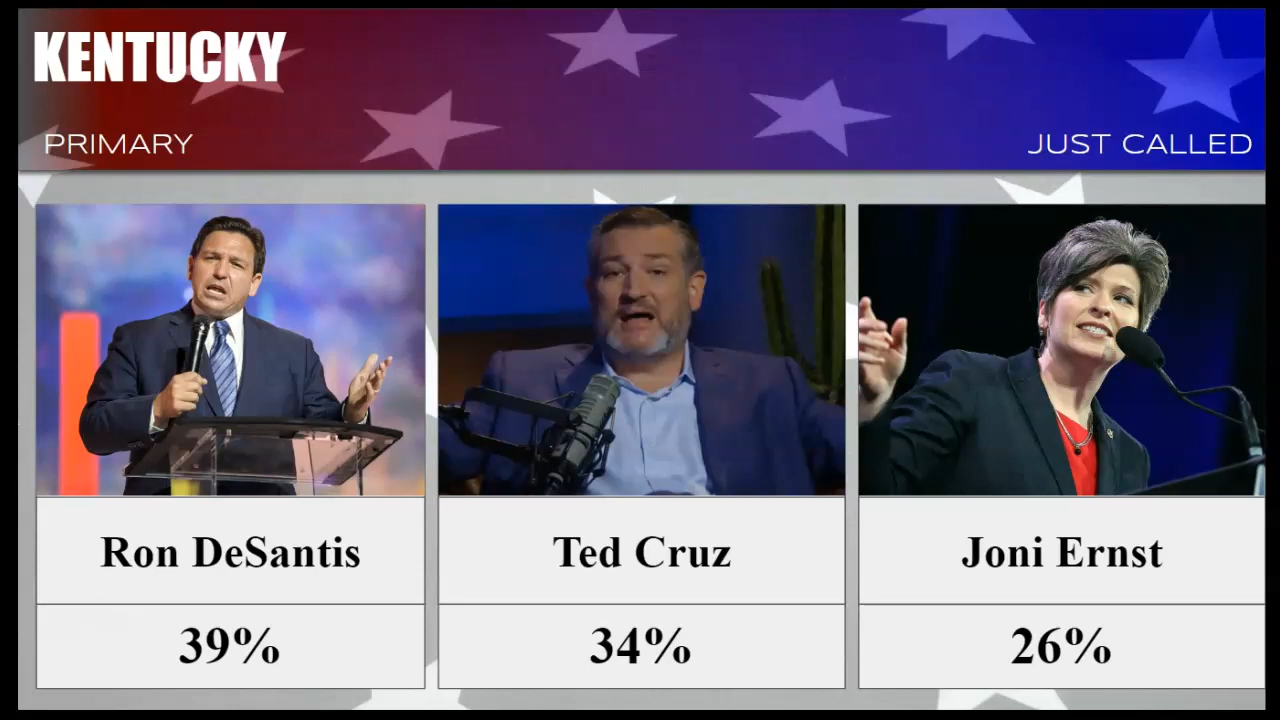 KENTUCKY
PRIMARY
JUST CALLED
Ron DeSantis
Ted Cruz
Joni Ernst
39%
34%
26%